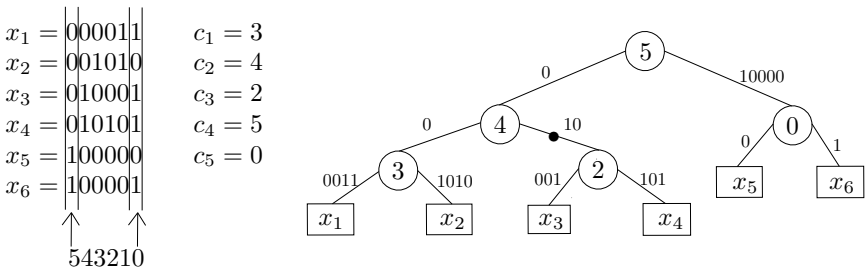 x₁ = 000011 c₁ = 3
x₂ = 001010 c₂ = 4
x₃ = 010001 c₃ = 2
x₄ = 010101 c₄ = 5
x₅ = 100000 c₅ = 0
x₆ = 100001
543210
5
0 10000
4 0
0 10 0 1
3 2 x₅ x₆
0011 1010 001 101
x₁ x₂ x₃ x₄